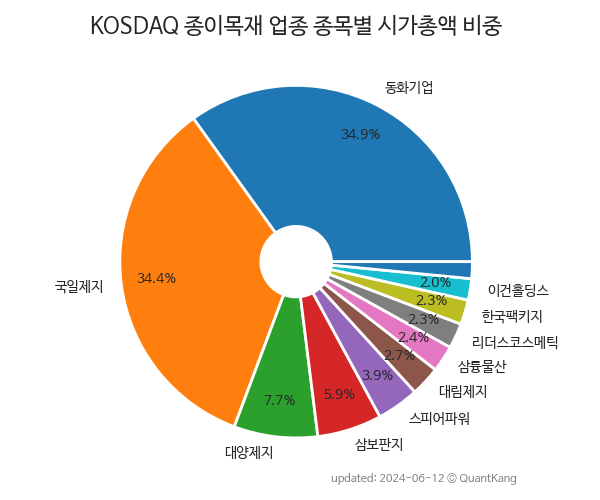 KOSDAQ 종이목재 업종 종목별 시가총액 비중
동화기업
34.9%
국일제지
34.4%
대양제지
7.7%
삼보판지
5.9%
스피어파워
3.9%
대림제지
2.7%
삼륭물산
2.4%
리더스코스메틱
2.3%
한국팩키지
2.3%
이건홀딩스
2.0%
updated: 2024-06-12 © QuantKang